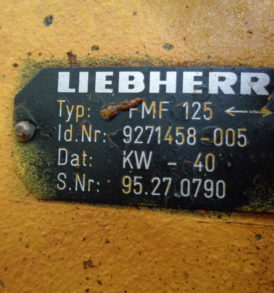 LIEBHERR
Typ: FMF 125 ←→
Id.Nr: 9271458-005
Dat: KW - 40
S.Nr: 95.27.0790